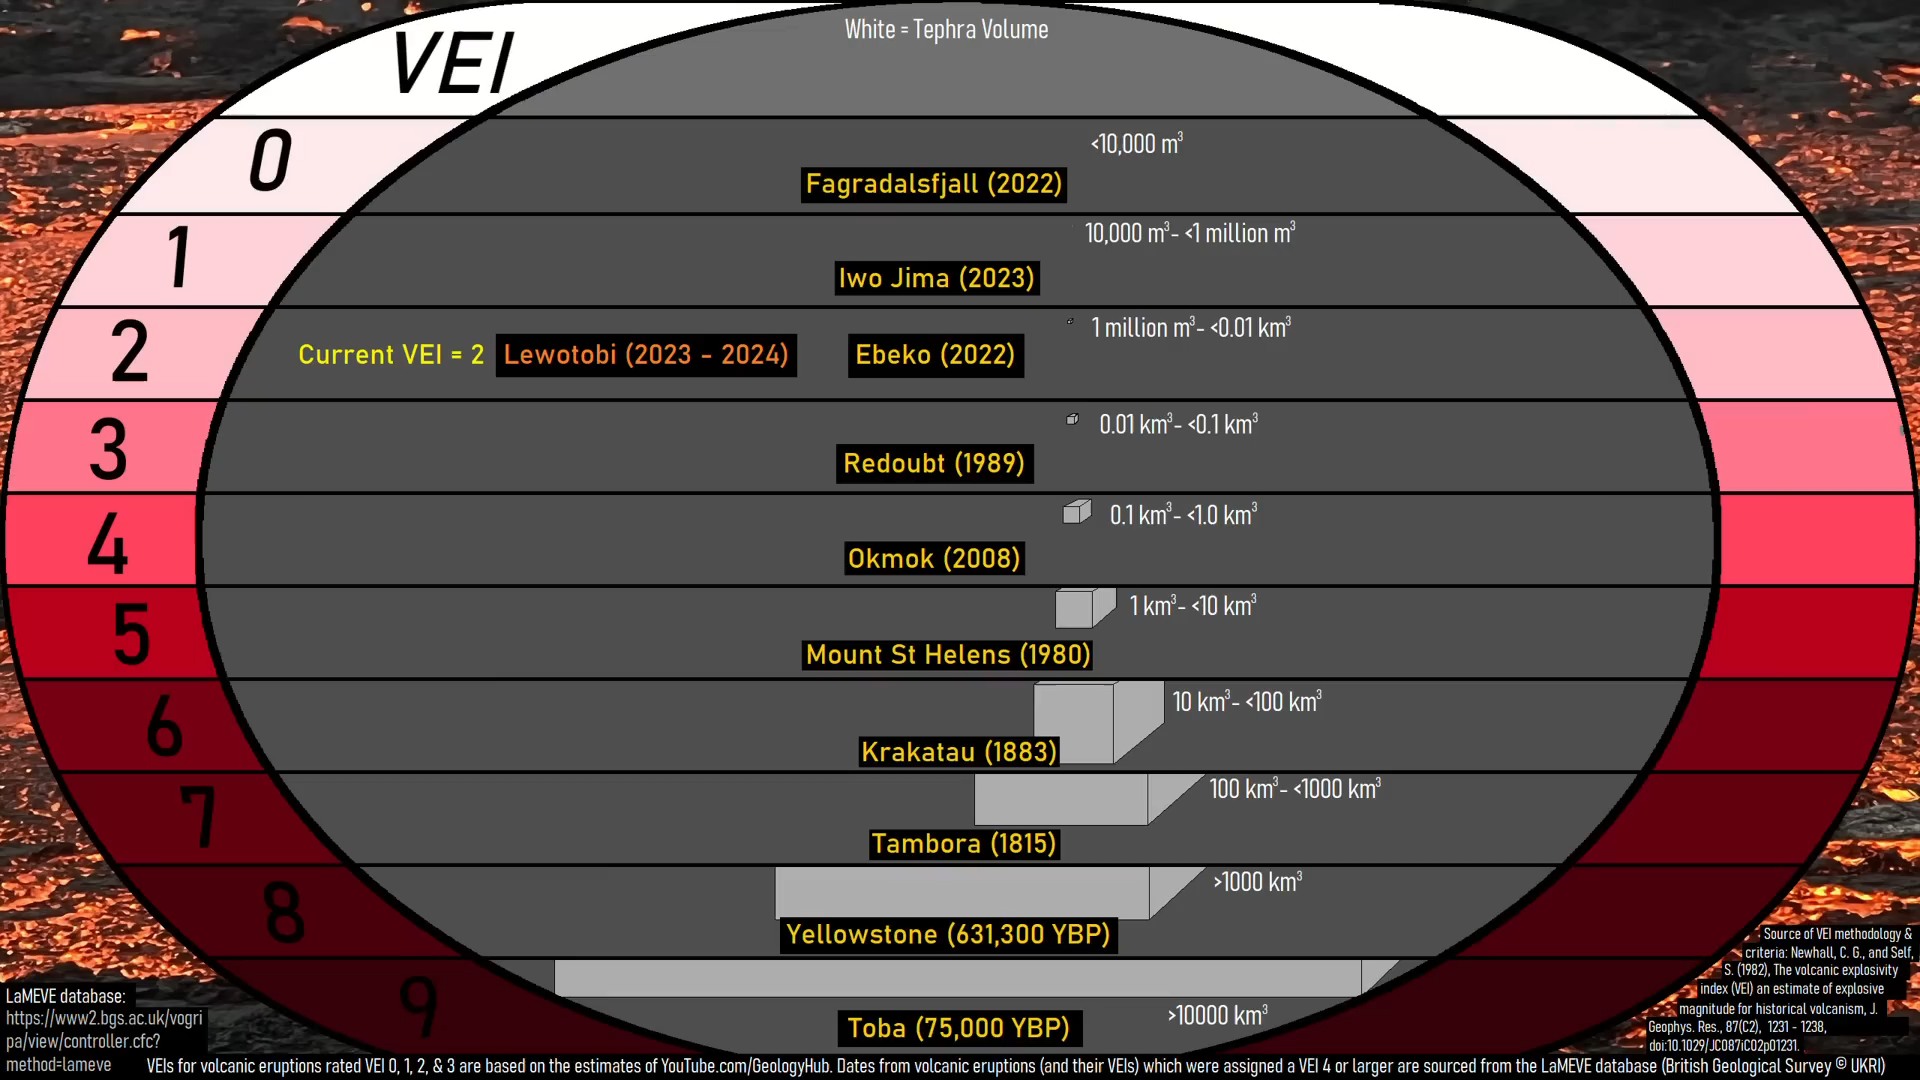 White = Tephra Volume
VEI
0
<10,000 m³
Fagradalsfjall (2022)
1
10,000 m³- <1 million m³
Iwo Jima (2023)
2
1 million m³- <0.01 km³
Current VEI = 2
Lewotobi (2023 - 2024)
Ebeko (2022)
3
0.01 km³- <0.1 km³
Redoubt (1989)
4
0.1 km³- <1.0 km³
Okmok (2008)
5
1 km³- <10 km³
Mount St Helens (1980)
6
10 km³- <100 km³
Krakatau (1883)
7
100 km³- <1000 km³
Tambora (1815)
8
>1000 km³
Yellowstone (631,300 YBP)
9
>10000 km³
Toba (75,000 YBP)
Source of VEI methodology &
criteria: Newhall, C. G., and Self,
S. (1982), The volcanic explosivity
index (VEI) an estimate of explosive
magnitude for historical volcanism, J.
Geophys. Res., 87(C2), 1231 - 1238,
doi:10.1029/JC087iC02p01231.
LaMEVE database:
https://www2.bgs.ac.uk/vogri
pa/view/controller.cfc?
method=lameve
VEIs for volcanic eruptions rated VEI 0, 1, 2, & 3 are based on the estimates of YouTube.com/GeologyHub. Dates from volcanic eruptions (and their VEIs) which were assigned a VEI 4 or larger are sourced from the LaMEVE database (British Geological Survey © UKRI)